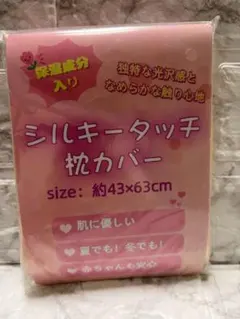 保湿成分
入り
独特な光沢感と
なめらかな触り心地
シルキータッチ
枕カバー
size：約43×63cm
肌に優しい
夏でも！冬でも！
赤ちゃんも安心